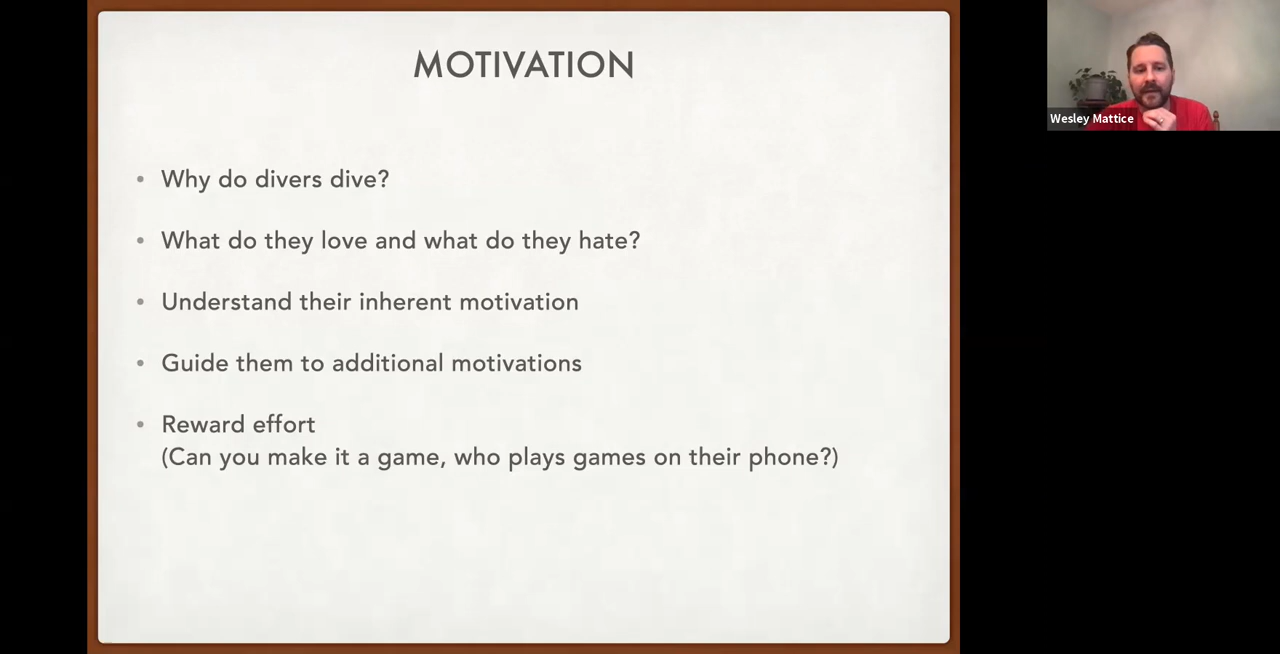 MOTIVATION
• Why do divers dive?
• What do they love and what do they hate?
• Understand their inherent motivation
• Guide them to additional motivations
• Reward effort
(Can you make it a game, who plays games on their phone?)
Wesley Mattice